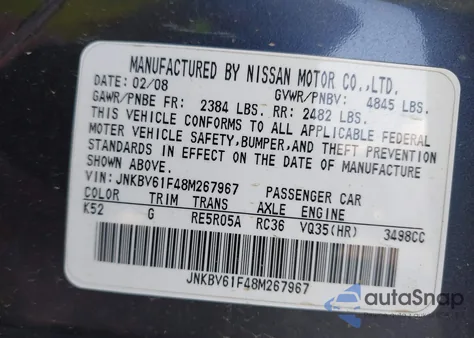 MANUFACTURED BY NISSAN MOTOR CO.,LTD.
DATE: 02/08 GVWR/PNBV: 4845 LBS.
GAWR/PNBE FR: 2384 LBS. RR: 2482 LBS.
THIS VEHICLE CONFORMS TO ALL APPLICABLE FEDERAL
MOTOR VEHICLE SAFETY, BUMPER, AND THEFT PREVENTION
STANDARDS IN EFFECT ON THE DATE OF MANUFACTURE
SHOWN ABOVE.
VIN: JNKBV61F48M267967 PASSENGER CAR
COLOR TRIM TRANS AXLE ENGINE
K52 G RE5R05A RC36 VQ35(HR) 3498CC
JNKBV61F48M267967
autoSnap